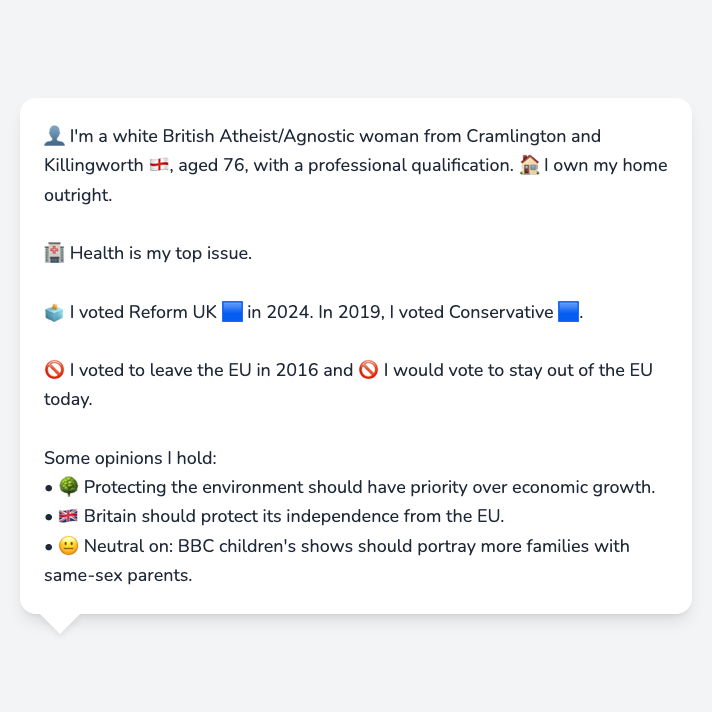 👤 I'm a white British Atheist/Agnostic woman from Cramlington and
Killingworth 🏴󠁧󠁢󠁥󠁮󠁧󠁿, aged 76, with a professional qualification. 🏠 I own my home
outright.
🏥 Health is my top issue.
🗳️ I voted Reform UK 🟦 in 2024. In 2019, I voted Conservative 🟦.
🚫 I voted to leave the EU in 2016 and 🚫 I would vote to stay out of the EU
today.
Some opinions I hold:
• 🌳 Protecting the environment should have priority over economic growth.
• 🇬🇧 Britain should protect its independence from the EU.
• 😐 Neutral on: BBC children's shows should portray more families with
same-sex parents.